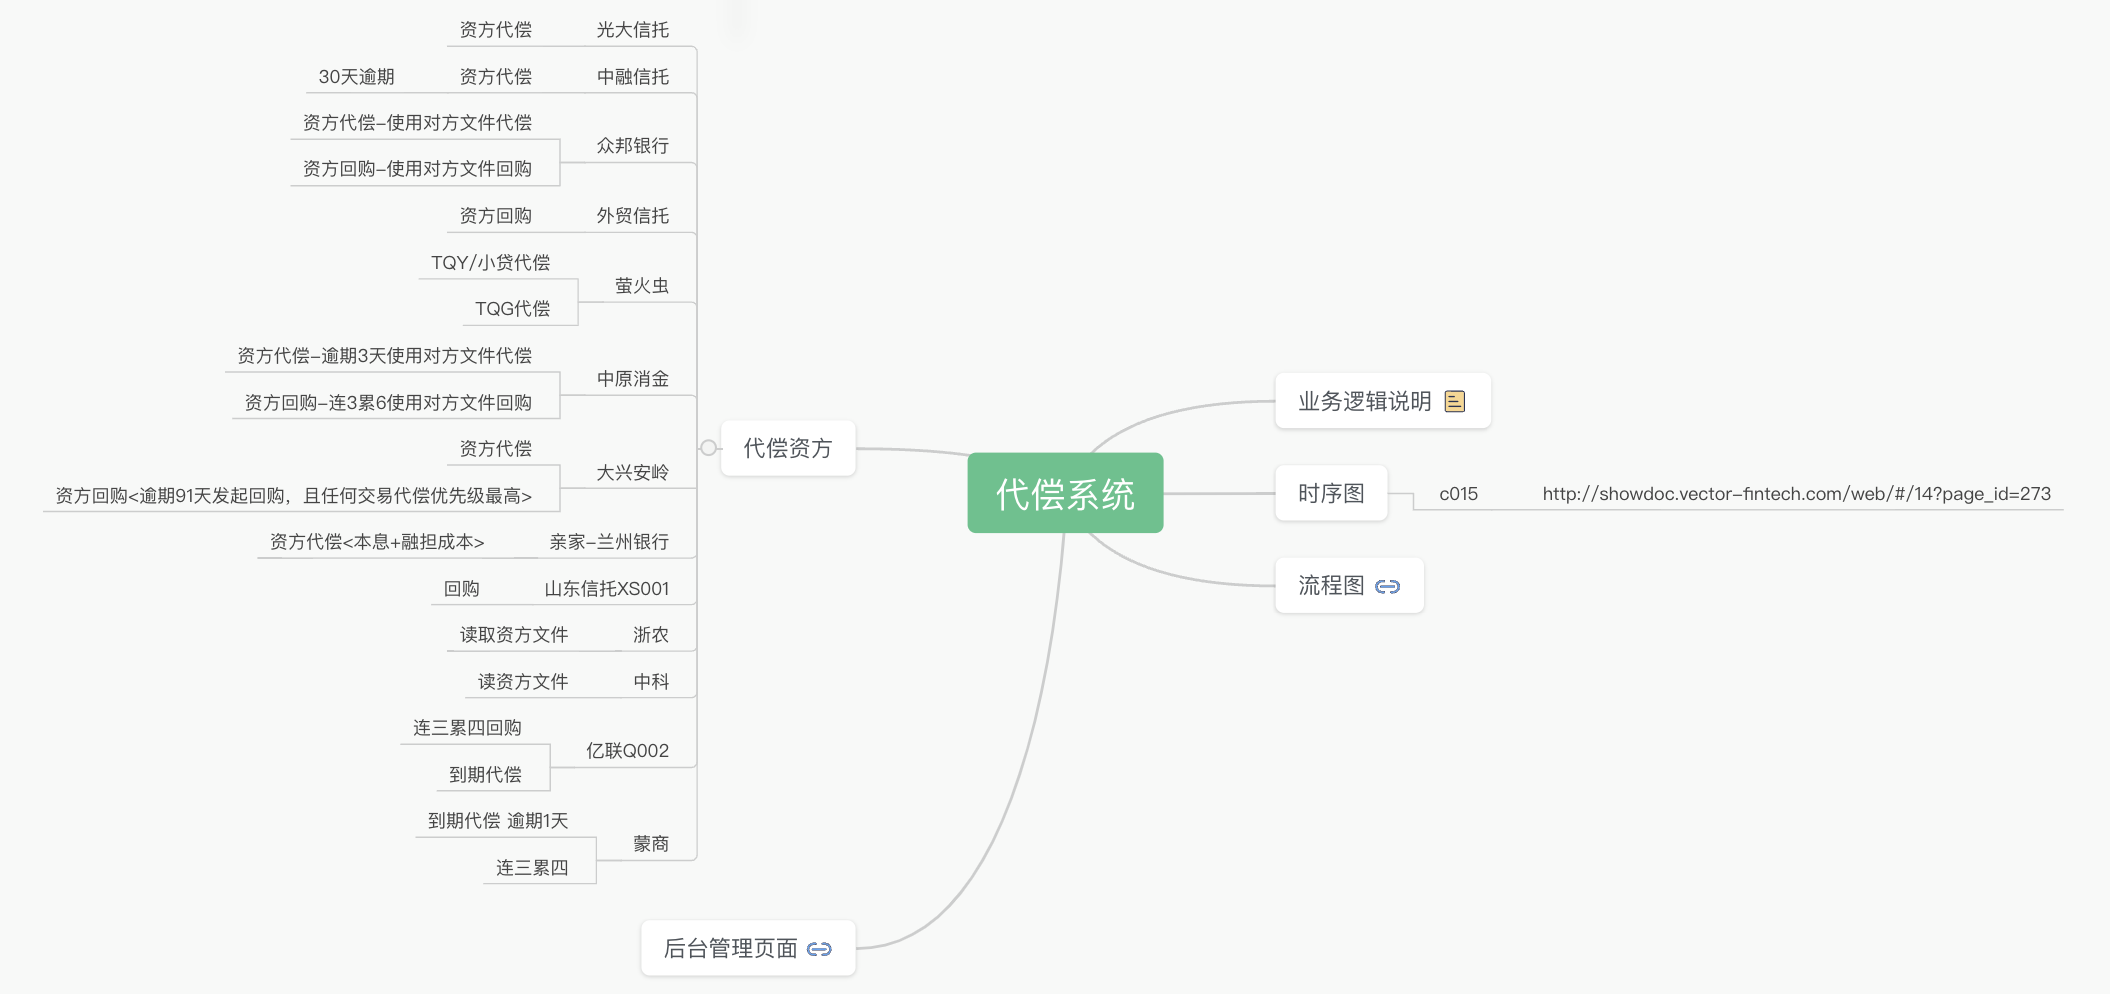 代偿系统
业务逻辑说明
时序图
c015
http://showdoc.vector-fintech.com/web/#/14?page_id=273
流程图
代偿资方
光大信托
资方代偿
中融信托
资方代偿
30天逾期
众邦银行
资方代偿-使用对方文件代偿
资方回购-使用对方文件回购
外贸信托
资方回购
萤火虫
TQY/小贷代偿
TQG代偿
中原消金
资方代偿-逾期3天使用对方文件代偿
资方回购-连3累6使用对方文件回购
大兴安岭
资方代偿
资方回购<逾期91天发起回购，且任何交易代偿优先级最高>
亲家-兰州银行
资方代偿<本息+融担成本>
山东信托XS001
回购
浙农
读取资方文件
中科
读资方文件
亿联Q002
连三累四回购
到期代偿
蒙商
到期代偿 逾期1天
连三累四
后台管理页面